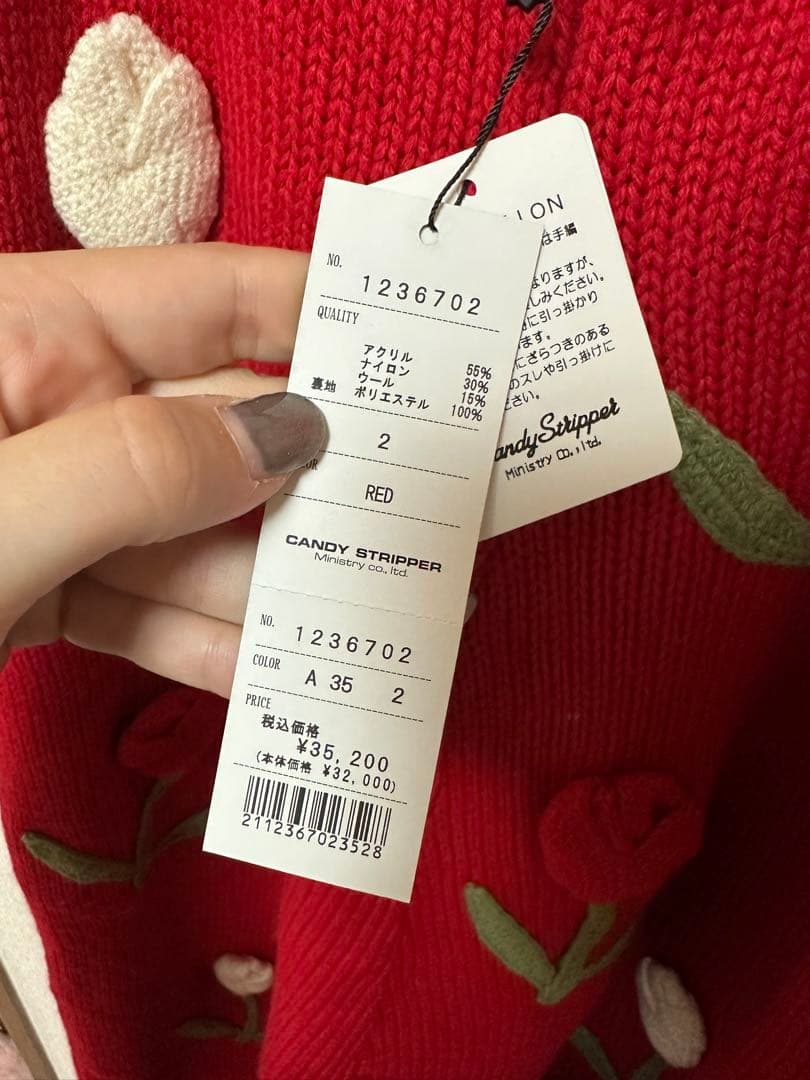 NO.
1236702
QUALITY
アクリル 55%
ナイロン 30%
ウール 15%
裏地 ポリエステル 100%
2
RED
CANDY STRIPPER
Ministry co., ltd.
NO.
1236702
COLOR
A 35 2
PRICE
税込価格
¥35,200
(本体価格 ¥32,000)
2112367023528
は手編
なりますが、
しみください。
に引っ掛かり
ます。
にざらつきのある
のスレや引っ掛けに
ださい。
andy Stripper
Ministry Co., ltd.